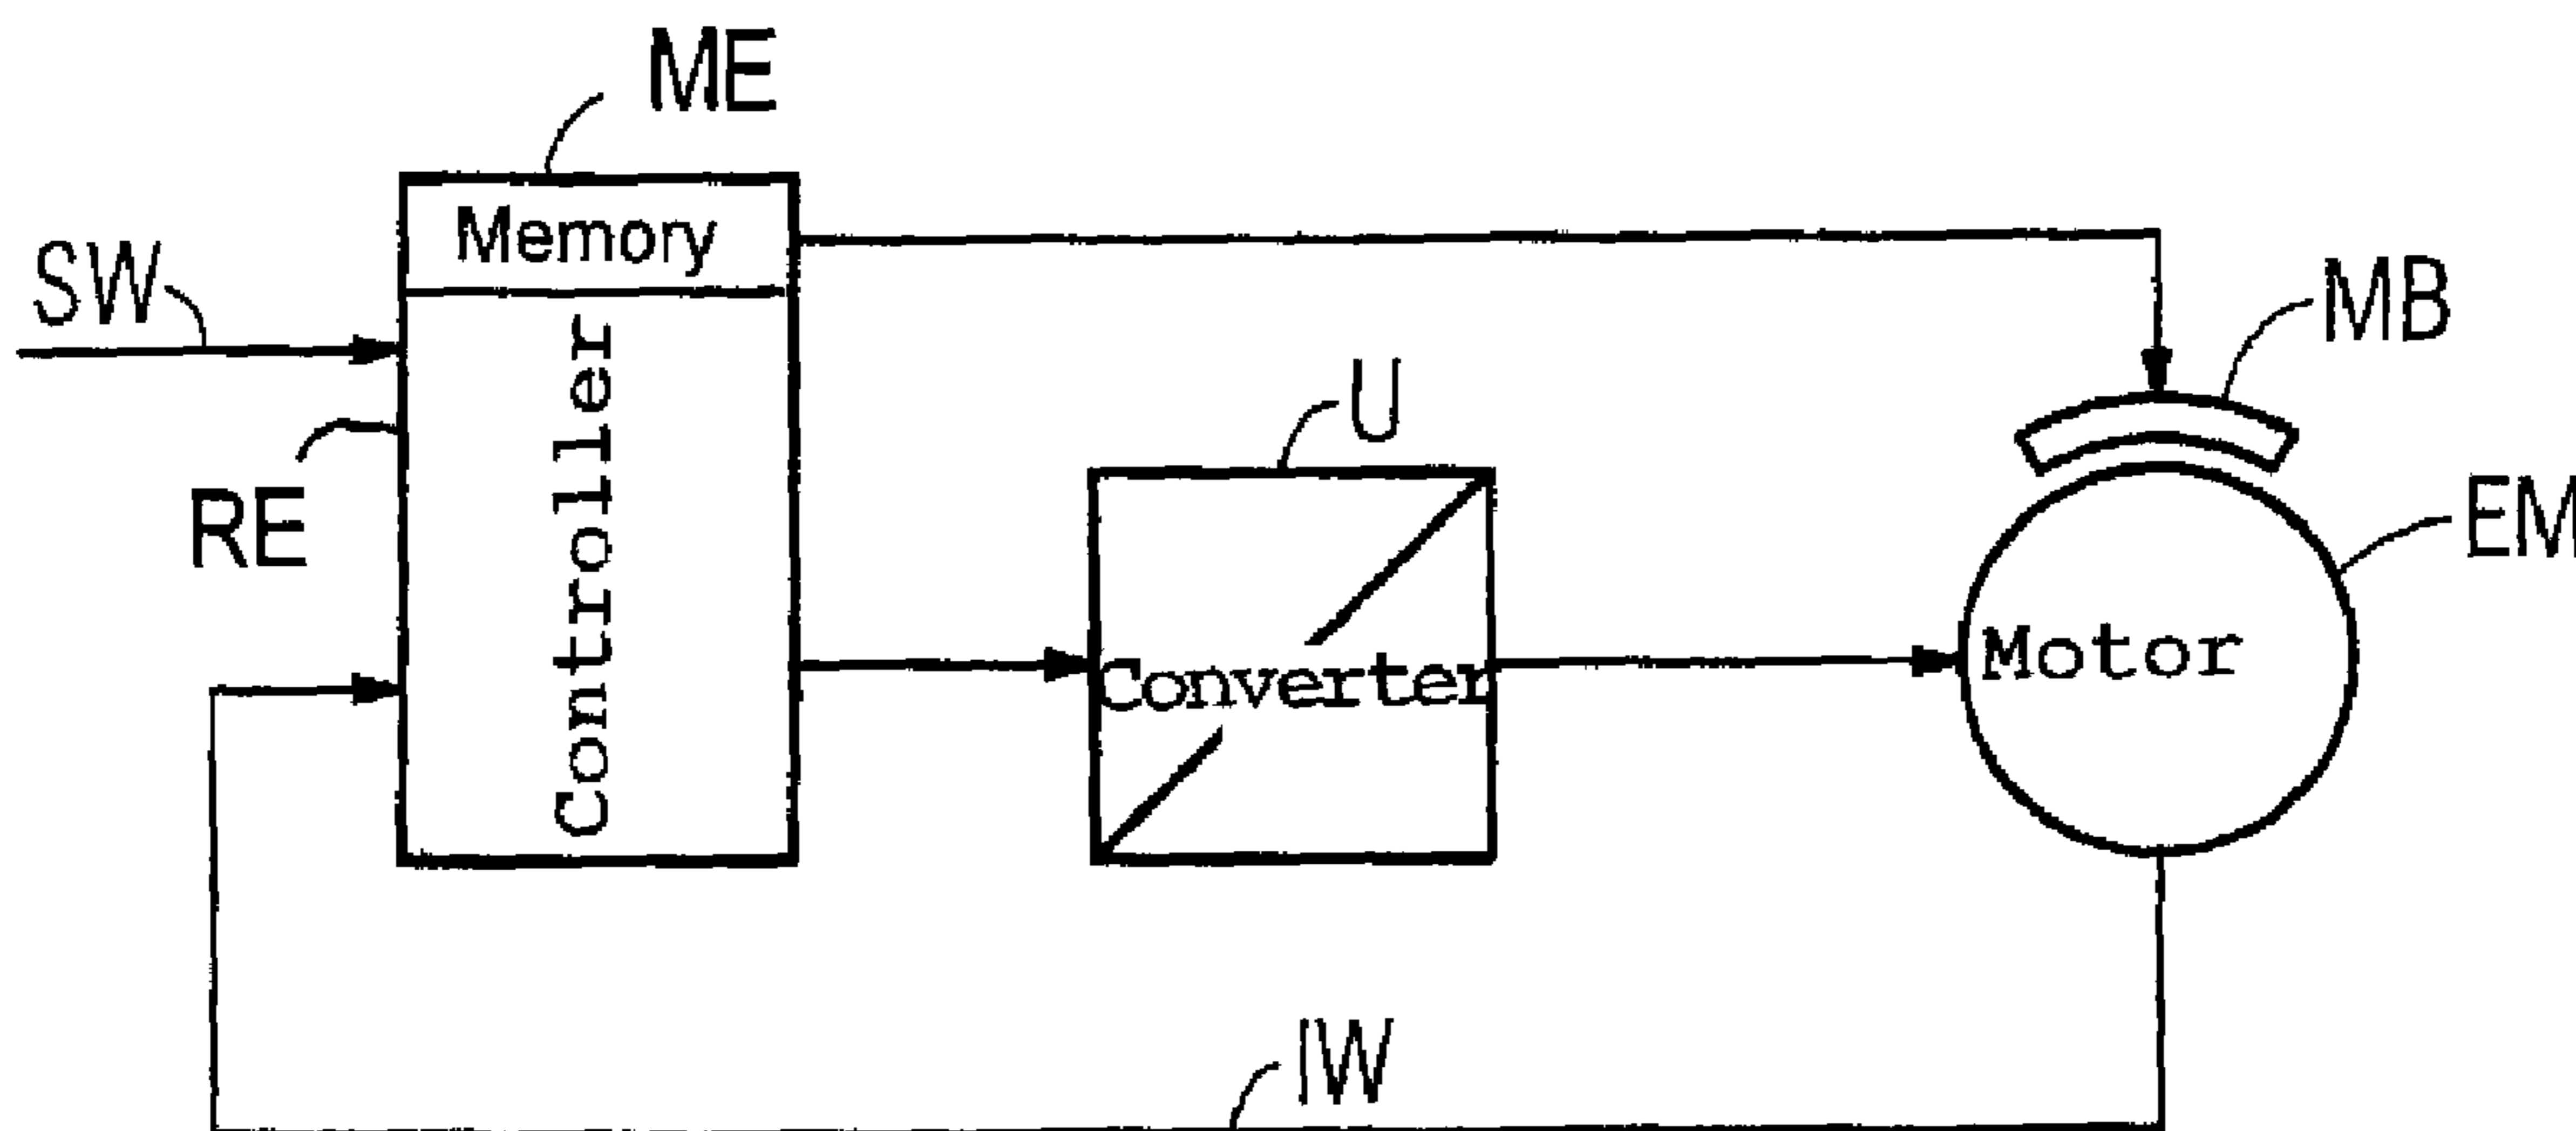 ME
Memory
SW
MB
Controller
U
RE
EM
Motor
Converter
IW